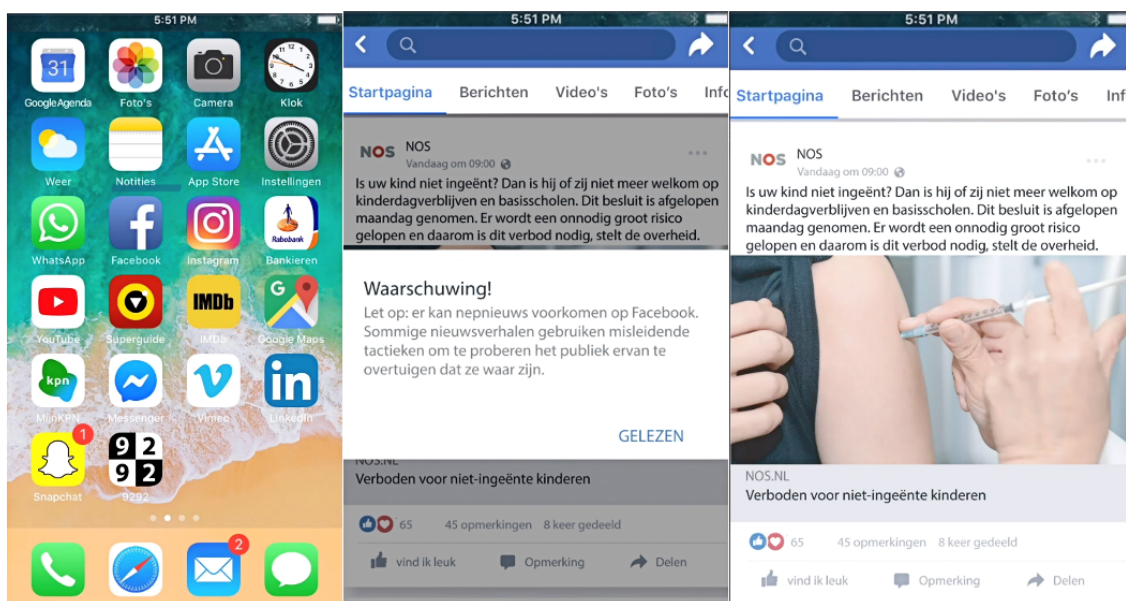 5:51 PM
31
GoogleAgenda
Foto's
Camera
12
Klok
Weer
Notities
App Store
Instellingen
WhatsApp
Facebook
Instagram
Rabobank
Bankieren
IMDb
G
YouTube
Superguide
IMDb
Google Maps
kpn
in
MijnKPN
Messenger
Vimeo
LinkedIn
1
9 2
9 2
Snapchat
9292
2
5:51 PM
Startpagina Berichten Video's Foto's Info
NOS NOS
Vandaag om 09:00
Is uw kind niet ingeënt? Dan is hij of zij niet meer welkom op
kinderdagverblijven en basisscholen. Dit besluit is afgelopen
maandag genomen. Er wordt een onnodig groot risico
gelopen en daarom is dit verbod nodig, stelt de overheid.
Waarschuwing!
Let op: er kan nepnieuws voorkomen op Facebook.
Sommige nieuwsverhalen gebruiken misleidende
tactieken om te proberen het publiek ervan te
overtuigen dat ze waar zijn.
GELEZEN
NOS.NL
Verboden voor niet-ingeënte kinderen
65 45 opmerkingen 8 keer gedeeld
vind ik leuk Opmerking Delen
5:51 PM
Startpagina Berichten Video's Foto's Inf
NOS NOS
Vandaag om 09:00
Is uw kind niet ingeënt? Dan is hij of zij niet meer welkom op
kinderdagverblijven en basisscholen. Dit besluit is afgelopen
maandag genomen. Er wordt een onnodig groot risico
gelopen en daarom is dit verbod nodig, stelt de overheid.
NOS.NL
Verboden voor niet-ingeënte kinderen
65 45 opmerkingen 8 keer gedeeld
vind ik leuk Opmerking Delen